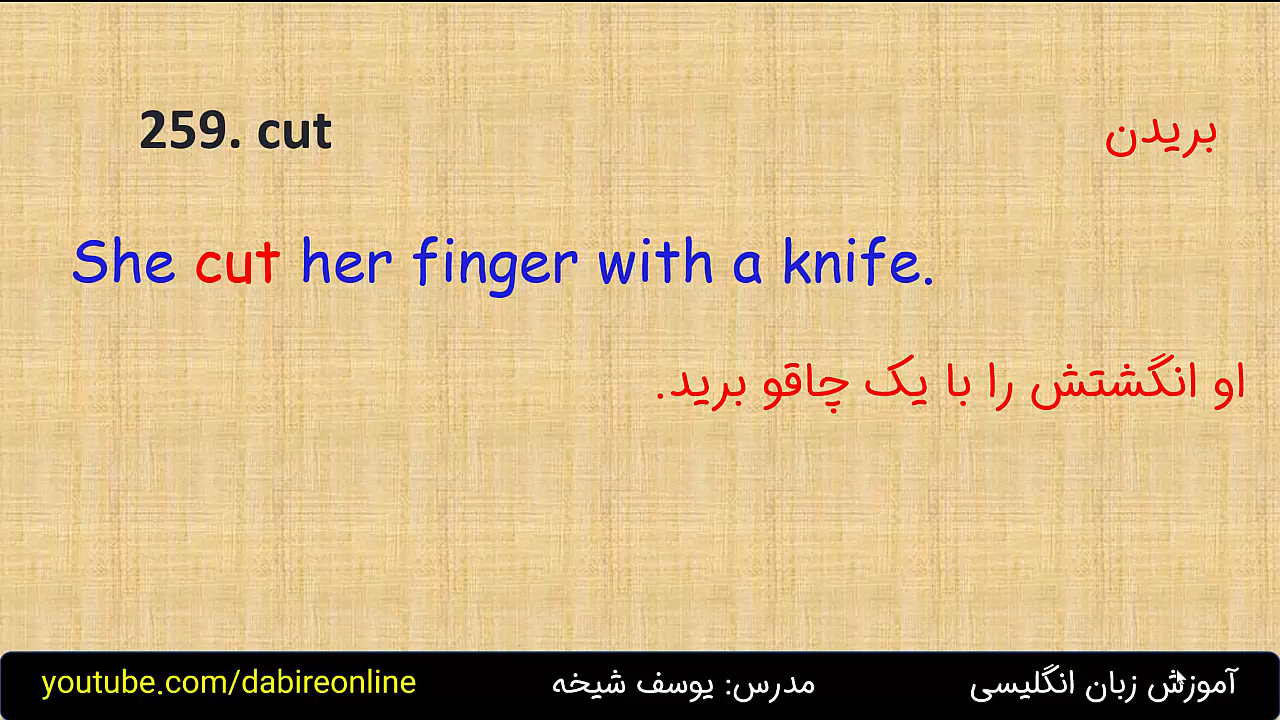 259. cut
بریدن
She cut her finger with a knife.
او انگشتش را با یک چاقو برید.
youtube.com/dabireonline
مدرس: یوسف شیخه
آموزش زبان انگلیسی